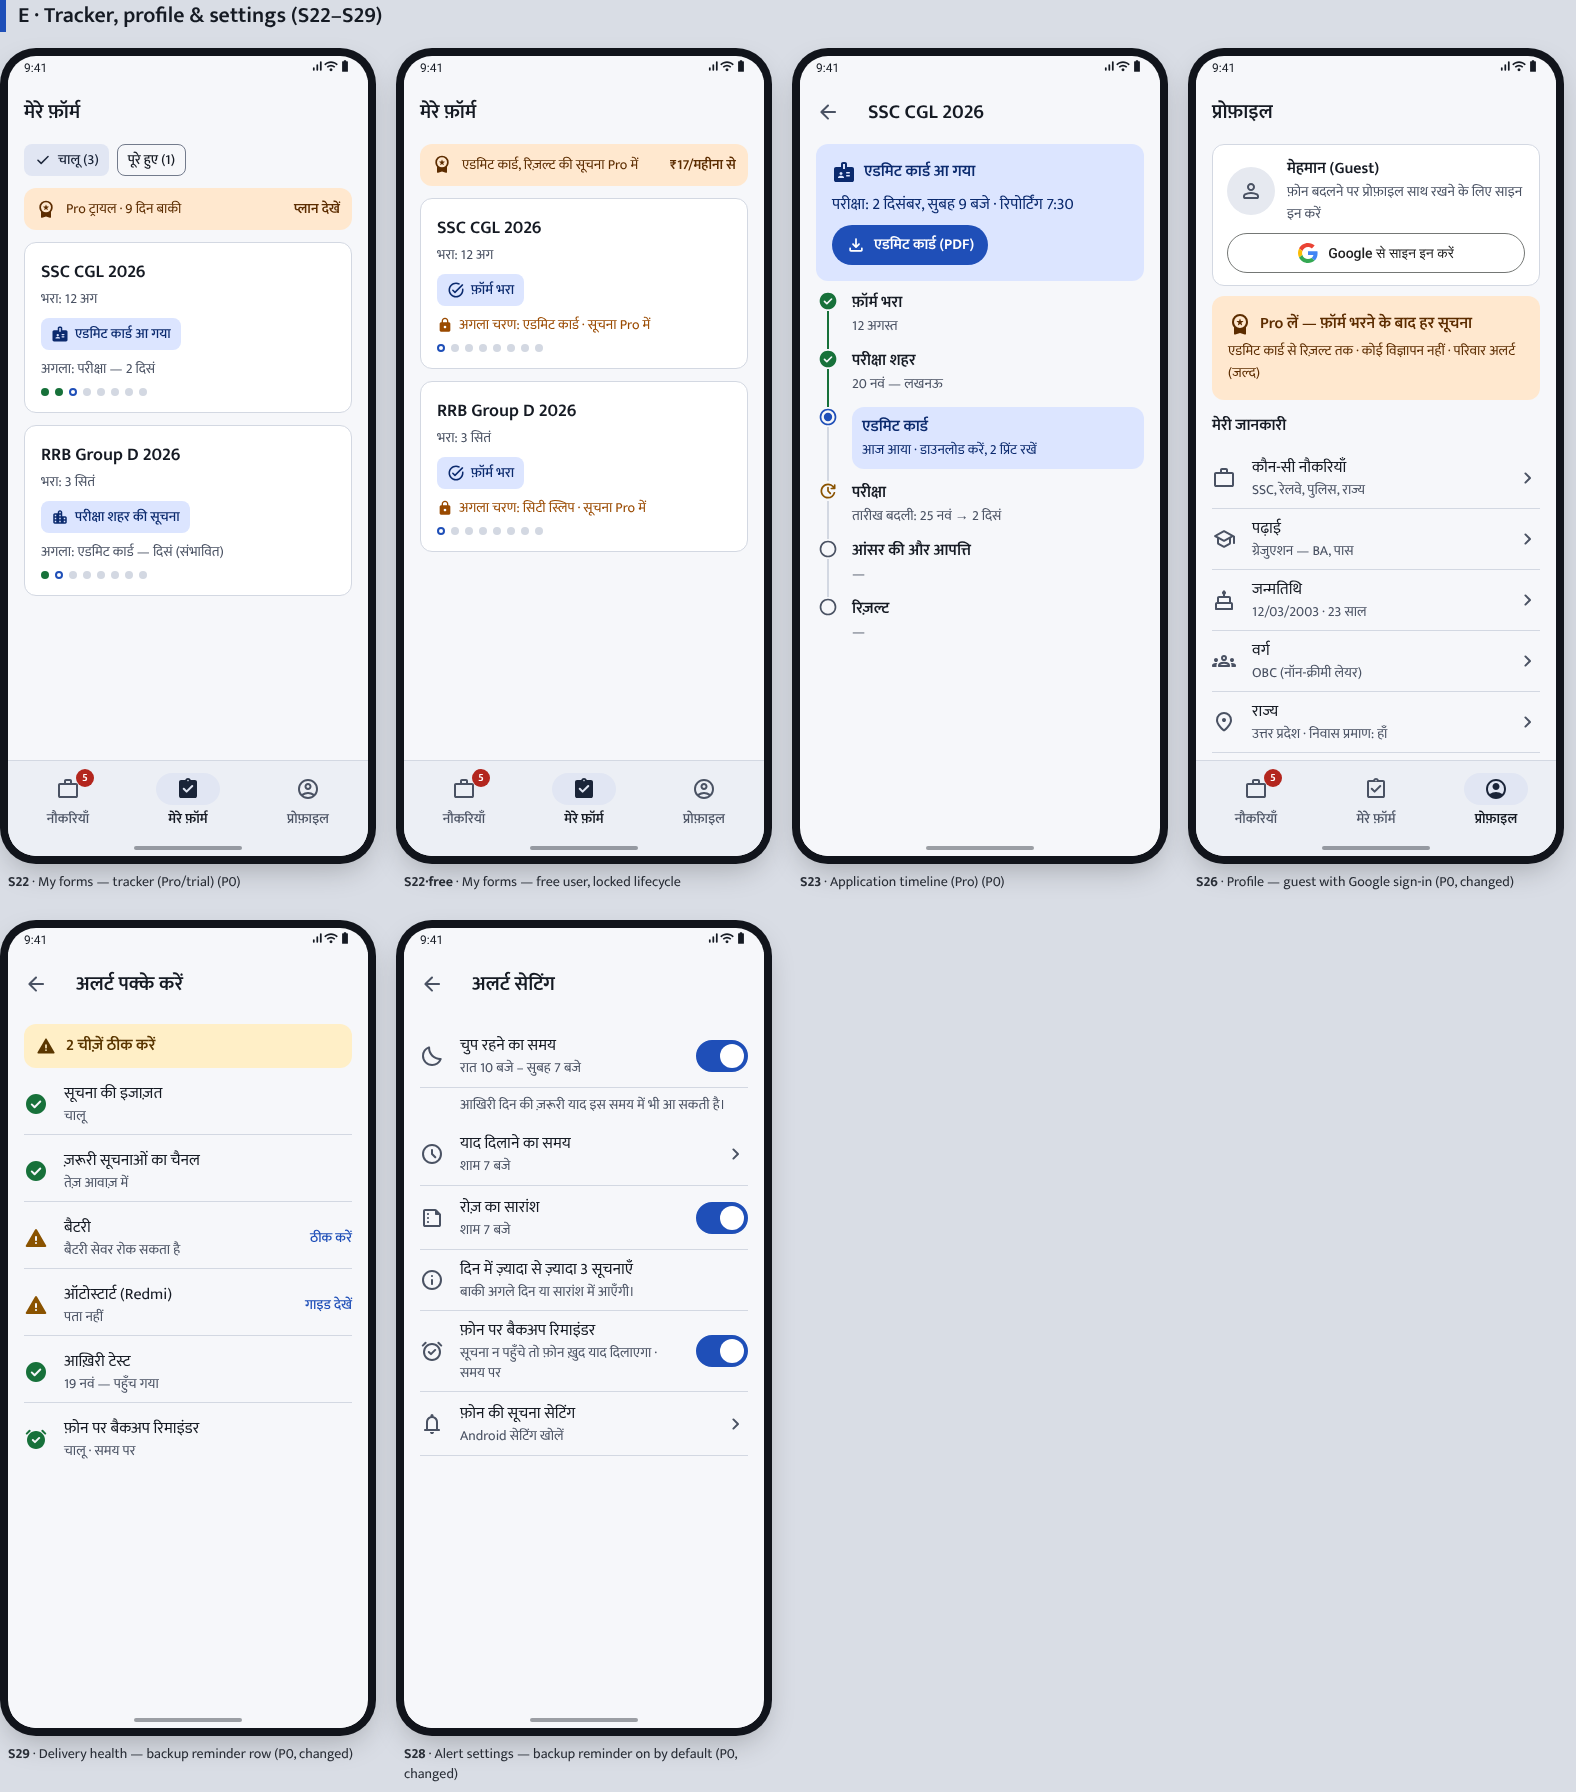 E · Tracker, profile & settings (S22–S29)
9:41
मेरे फ़ॉर्म
चालू (3)
पूरे हुए (1)
Pro ट्रायल · 9 दिन बाकी
प्लान देखें
SSC CGL 2026
भरा: 12 अग
एडमिट कार्ड आ गया
अगला: परीक्षा — 2 दिसं
RRB Group D 2026
भरा: 3 सितं
परीक्षा शहर की सूचना
अगला: एडमिट कार्ड — दिसं (संभावित)
5
नौकरियाँ
मेरे फ़ॉर्म
प्रोफ़ाइल
S22 · My forms — tracker (Pro/trial) (P0)
9:41
मेरे फ़ॉर्म
एडमिट कार्ड, रिज़ल्ट की सूचना Pro में
₹17/महीना से
SSC CGL 2026
भरा: 12 अग
फ़ॉर्म भरा
अगला चरण: एडमिट कार्ड · सूचना Pro में
RRB Group D 2026
भरा: 3 सितं
फ़ॉर्म भरा
अगला चरण: सिटी स्लिप · सूचना Pro में
5
नौकरियाँ
मेरे फ़ॉर्म
प्रोफ़ाइल
S22·free · My forms — free user, locked lifecycle
9:41
SSC CGL 2026
एडमिट कार्ड आ गया
परीक्षा: 2 दिसंबर, सुबह 9 बजे · रिपोर्टिंग 7:30
एडमिट कार्ड (PDF)
फ़ॉर्म भरा
12 अगस्त
परीक्षा शहर
20 नवं — लखनऊ
एडमिट कार्ड
आज आया · डाउनलोड करें, 2 प्रिंट रखें
परीक्षा
तारीख बदली: 25 नवं → 2 दिसं
आंसर की और आपत्ति
—
रिज़ल्ट
—
S23 · Application timeline (Pro) (P0)
9:41
प्रोफ़ाइल
मेहमान (Guest)
फ़ोन बदलने पर प्रोफ़ाइल साथ रखने के लिए साइन
इन करें
Google से साइन इन करें
Pro लें — फ़ॉर्म भरने के बाद हर सूचना
एडमिट कार्ड से रिज़ल्ट तक · कोई विज्ञापन नहीं · परिवार अलर्ट
(जल्द)
मेरी जानकारी
कौन-सी नौकरियाँ
SSC, रेलवे, पुलिस, राज्य
पढ़ाई
ग्रेजुएशन — BA, पास
जन्मतिथि
12/03/2003 · 23 साल
वर्ग
OBC (नॉन-क्रीमी लेयर)
राज्य
उत्तर प्रदेश · निवास प्रमाण: हाँ
5
नौकरियाँ
मेरे फ़ॉर्म
प्रोफ़ाइल
S26 · Profile — guest with Google sign-in (P0, changed)
9:41
अलर्ट पक्के करें
2 चीज़ें ठीक करें
सूचना की इजाज़त
चालू
ज़रूरी सूचनाओं का चैनल
तेज़ आवाज़ में
बैटरी
बैटरी सेवर रोक सकता है
ठीक करें
ऑटोस्टार्ट (Redmi)
पता नहीं
गाइड देखें
आख़िरी टेस्ट
19 नवं — पहुँच गया
फ़ोन पर बैकअप रिमाइंडर
चालू · समय पर
S29 · Delivery health — backup reminder row (P0, changed)
9:41
अलर्ट सेटिंग
चुप रहने का समय
रात 10 बजे – सुबह 7 बजे
आखिरी दिन की ज़रूरी याद इस समय में भी आ सकती है।
याद दिलाने का समय
शाम 7 बजे
रोज़ का सारांश
शाम 7 बजे
दिन में ज़्यादा से ज़्यादा 3 सूचनाएँ
बाकी अगले दिन या सारांश में आएँगी।
फ़ोन पर बैकअप रिमाइंडर
सूचना न पहुँचे तो फ़ोन ख़ुद याद दिलाएगा ·
समय पर
फ़ोन की सूचना सेटिंग
Android सेटिंग खोलें
S28 · Alert settings — backup reminder on by default (P0,
changed)